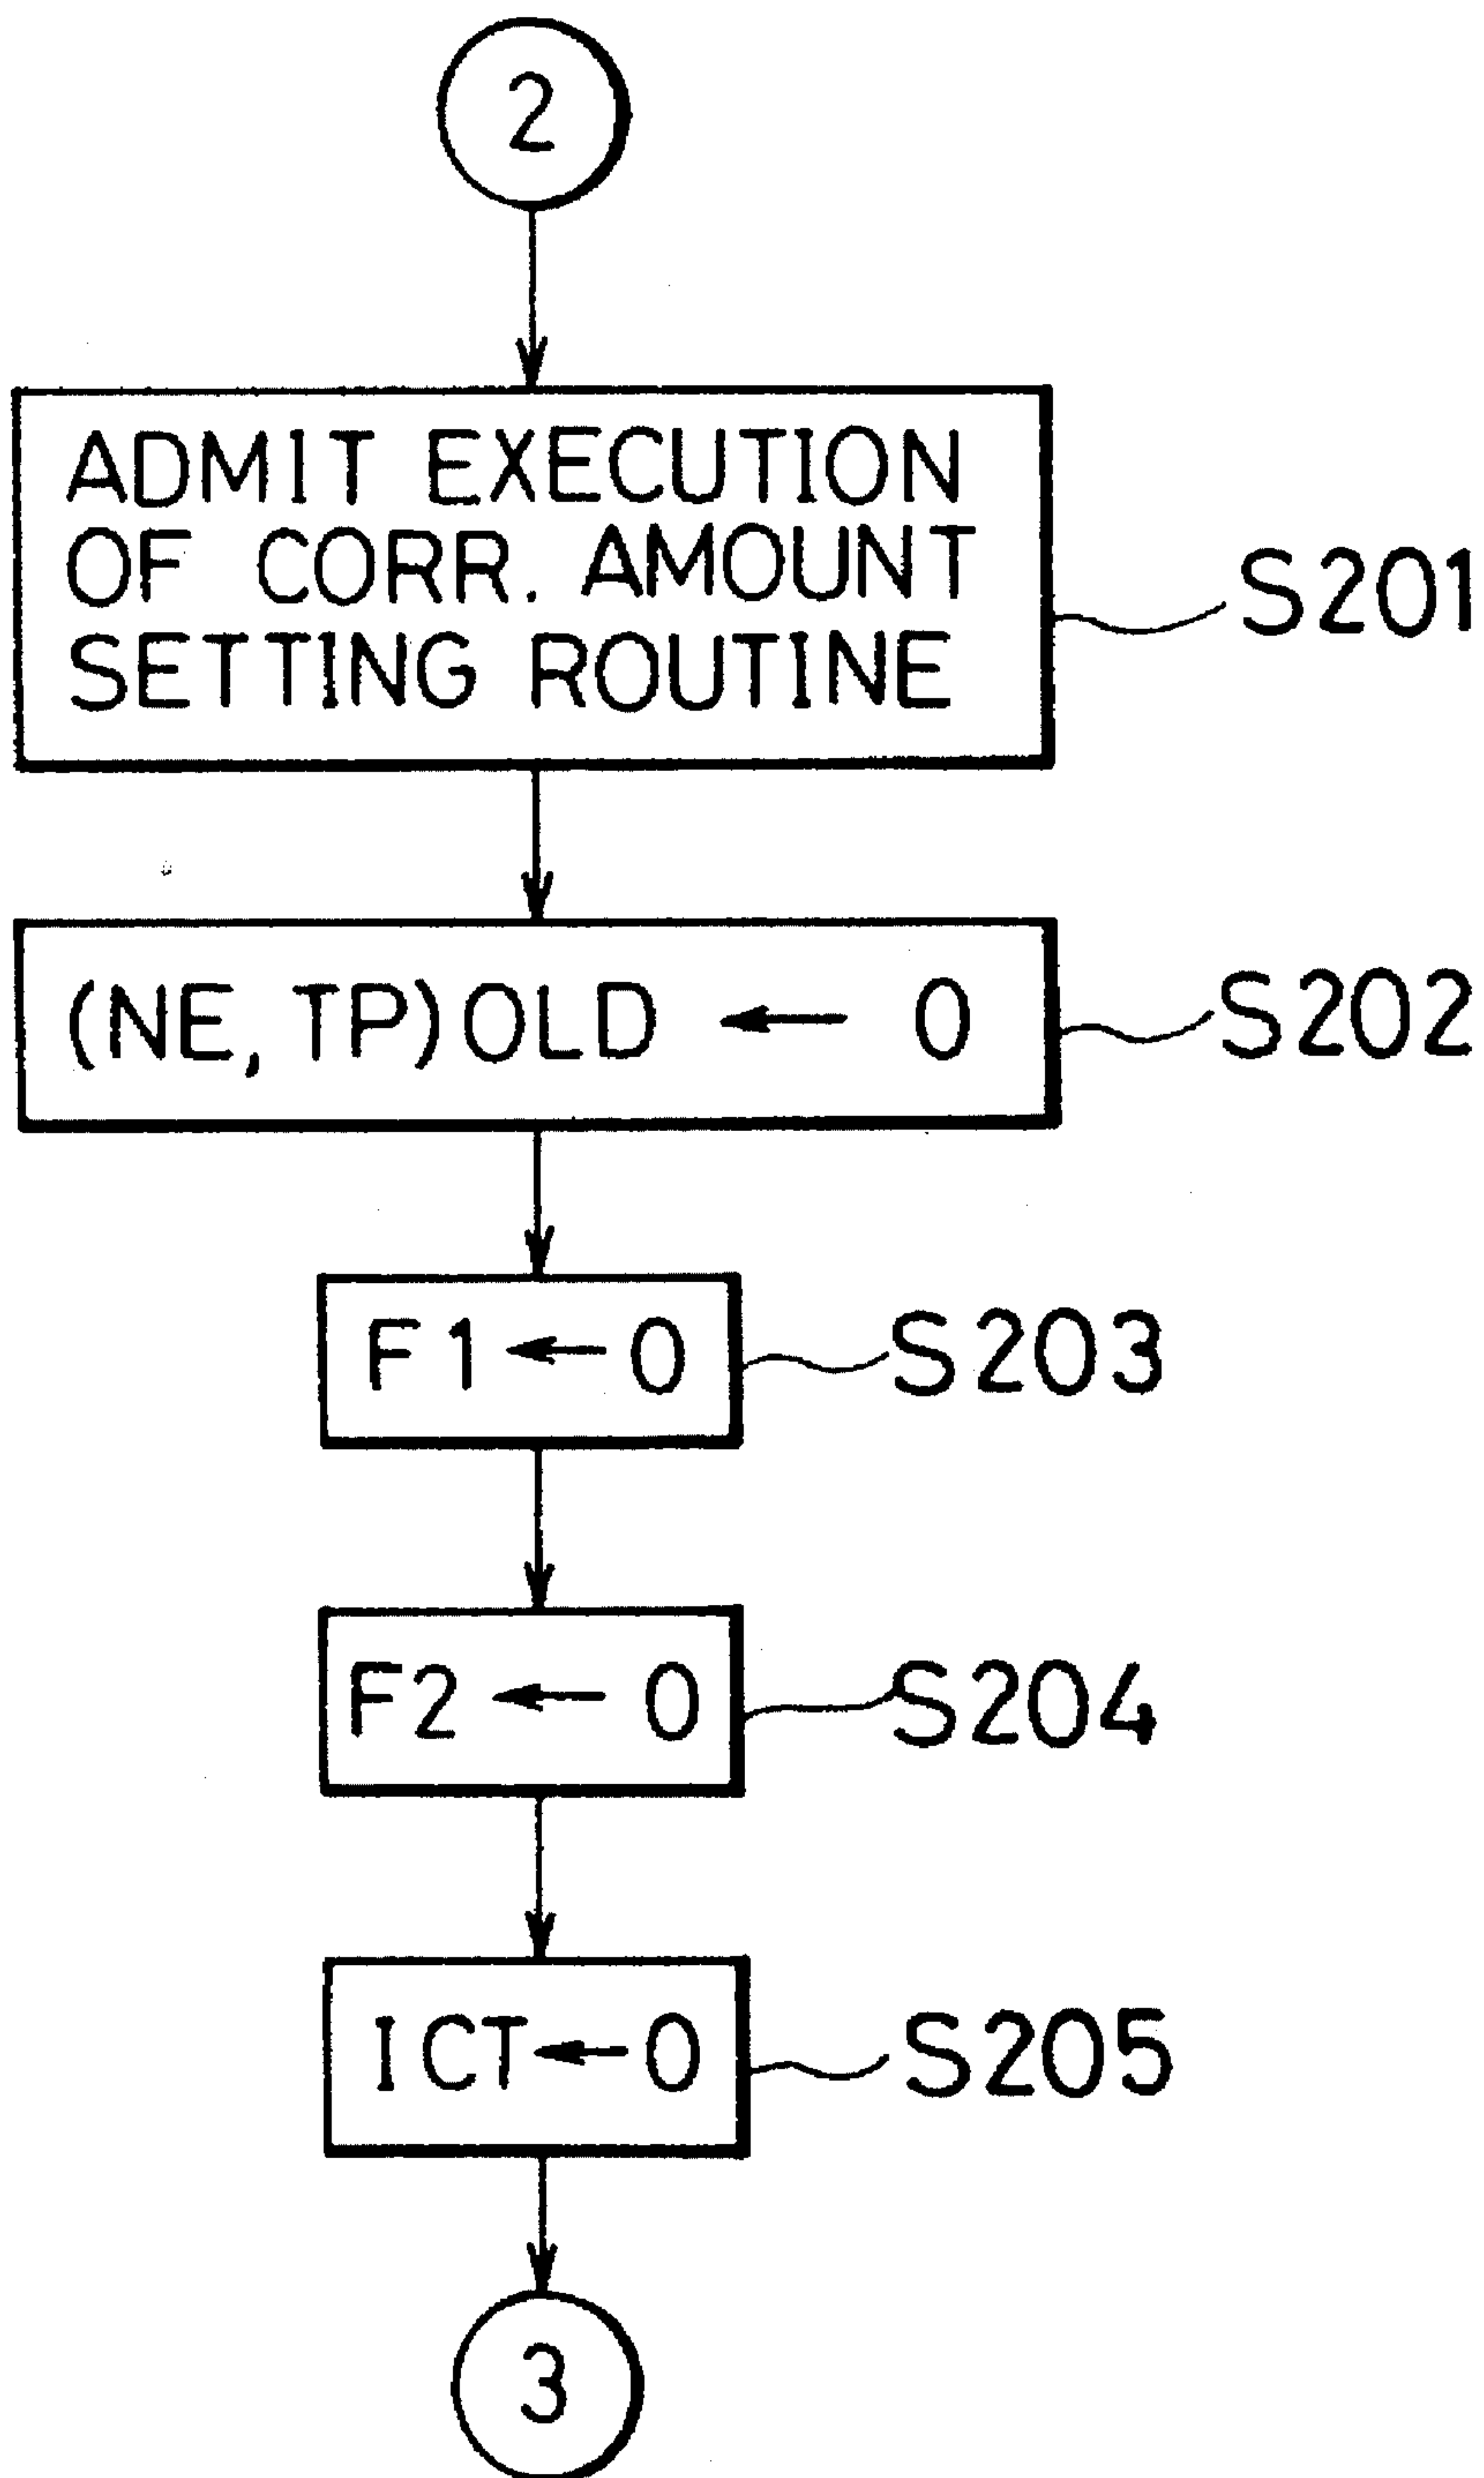 2
ADMIT EXECUTION
OF CORR. AMOUNT
SETTING ROUTINE
S201
(NE, TP)OLD ← 0
S202
F1 ← 0
S203
F2 ← 0
S204
ICT ← 0
S205
3